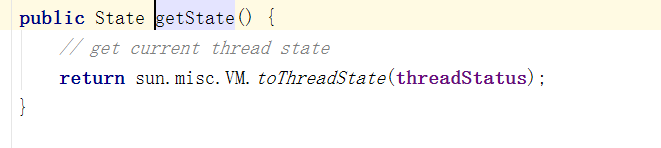 public State getState() {
// get current thread state
return sun.misc.VM.toThreadState(threadStatus);
}